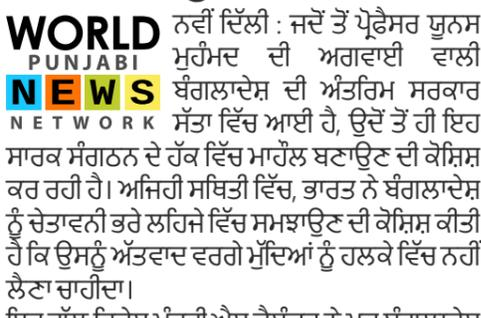 WORLD
PUNJABI
NEWS
NETWORK
ਨਵੀਂ ਦਿੱਲੀ : ਜਦੋਂ ਤੋਂ ਪ੍ਰੋਫੈਸਰ ਯੂਨਸ
ਮੁਹੰਮਦ ਦੀ ਅਗਵਾਈ ਵਾਲੀ
ਬੰਗਲਾਦੇਸ਼ ਦੀ ਅੰਤਰਿਮ ਸਰਕਾਰ
ਸੱਤਾ ਵਿੱਚ ਆਈ ਹੈ, ਉਦੋਂ ਤੋਂ ਹੀ ਇਹ
ਸਾਰਕ ਸੰਗਠਨ ਦੇ ਹੱਕ ਵਿੱਚ ਮਾਹੌਲ ਬਣਾਉਣ ਦੀ ਕੋਸ਼ਿਸ਼
ਕਰ ਰਹੀ ਹੈ। ਅਜਿਹੀ ਸਥਿਤੀ ਵਿੱਚ, ਭਾਰਤ ਨੇ ਬੰਗਲਾਦੇਸ਼
ਨੂੰ ਚੇਤਾਵਨੀ ਭਰੇ ਲਹਿਜੇ ਵਿੱਚ ਸਮਝਾਉਣ ਦੀ ਕੋਸ਼ਿਸ਼ ਕੀਤੀ
ਹੈ ਕਿ ਉਸਨੂੰ ਅੱਤਵਾਦ ਵਰਗੇ ਮੁੱਦਿਆਂ ਨੂੰ ਹਲਕੇ ਵਿੱਚ ਨਹੀਂ
ਲੈਣਾ ਚਾਹੀਦਾ।